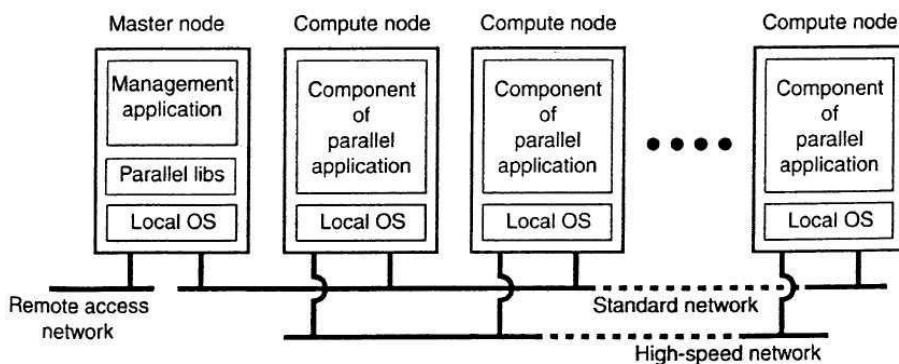 Master node
Compute node
Compute node
Compute node
Management
application
Parallel libs
Local OS
Component
of
parallel
application
Local OS
Component
of
parallel
application
Local OS
Component
of
parallel
application
Local OS
Remote access
network
Standard network
High-speed network